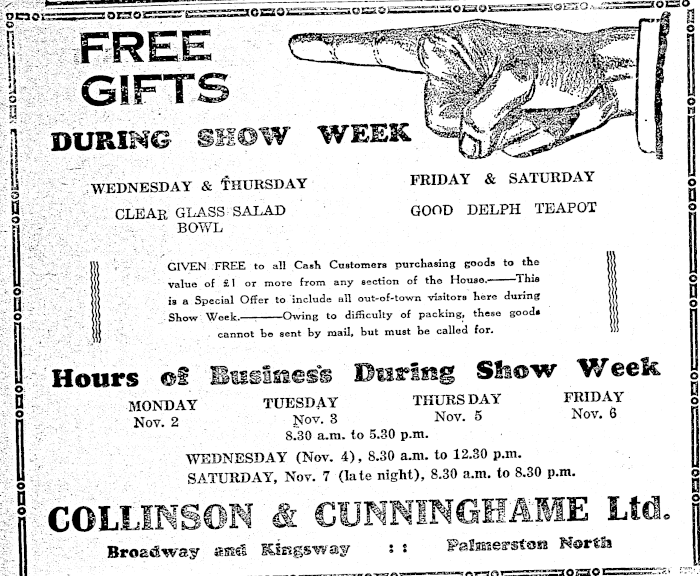 FREE
GIFTS
DURING SHOW WEEK
WEDNESDAY & THURSDAY
CLEAR GLASS SALAD
BOWL
FRIDAY & SATURDAY
GOOD DELPH TEAPOT
GIVEN FREE to all Cash Customers purchasing goods to the
value of £1 or more from any section of the House.——This
is a Special Offer to include all out-of-town visitors here during
Show Week.———Owing to difficulty of packing, these goods
cannot be sent by mail, but must be called for.
Hours of Business During Show Week
MONDAY TUESDAY THURSDAY FRIDAY
Nov. 2 Nov. 3 Nov. 5 Nov. 6
8.30 a.m. to 5.30 p.m.
WEDNESDAY (Nov. 4), 8.30 a.m. to 12.30 p.m.
SATURDAY, Nov. 7 (late night), 8.30 a.m. to 8.30 p.m.
COLLINSON & CUNNINGHAME Ltd.
Broadway and Kingsway :: Palmerston North